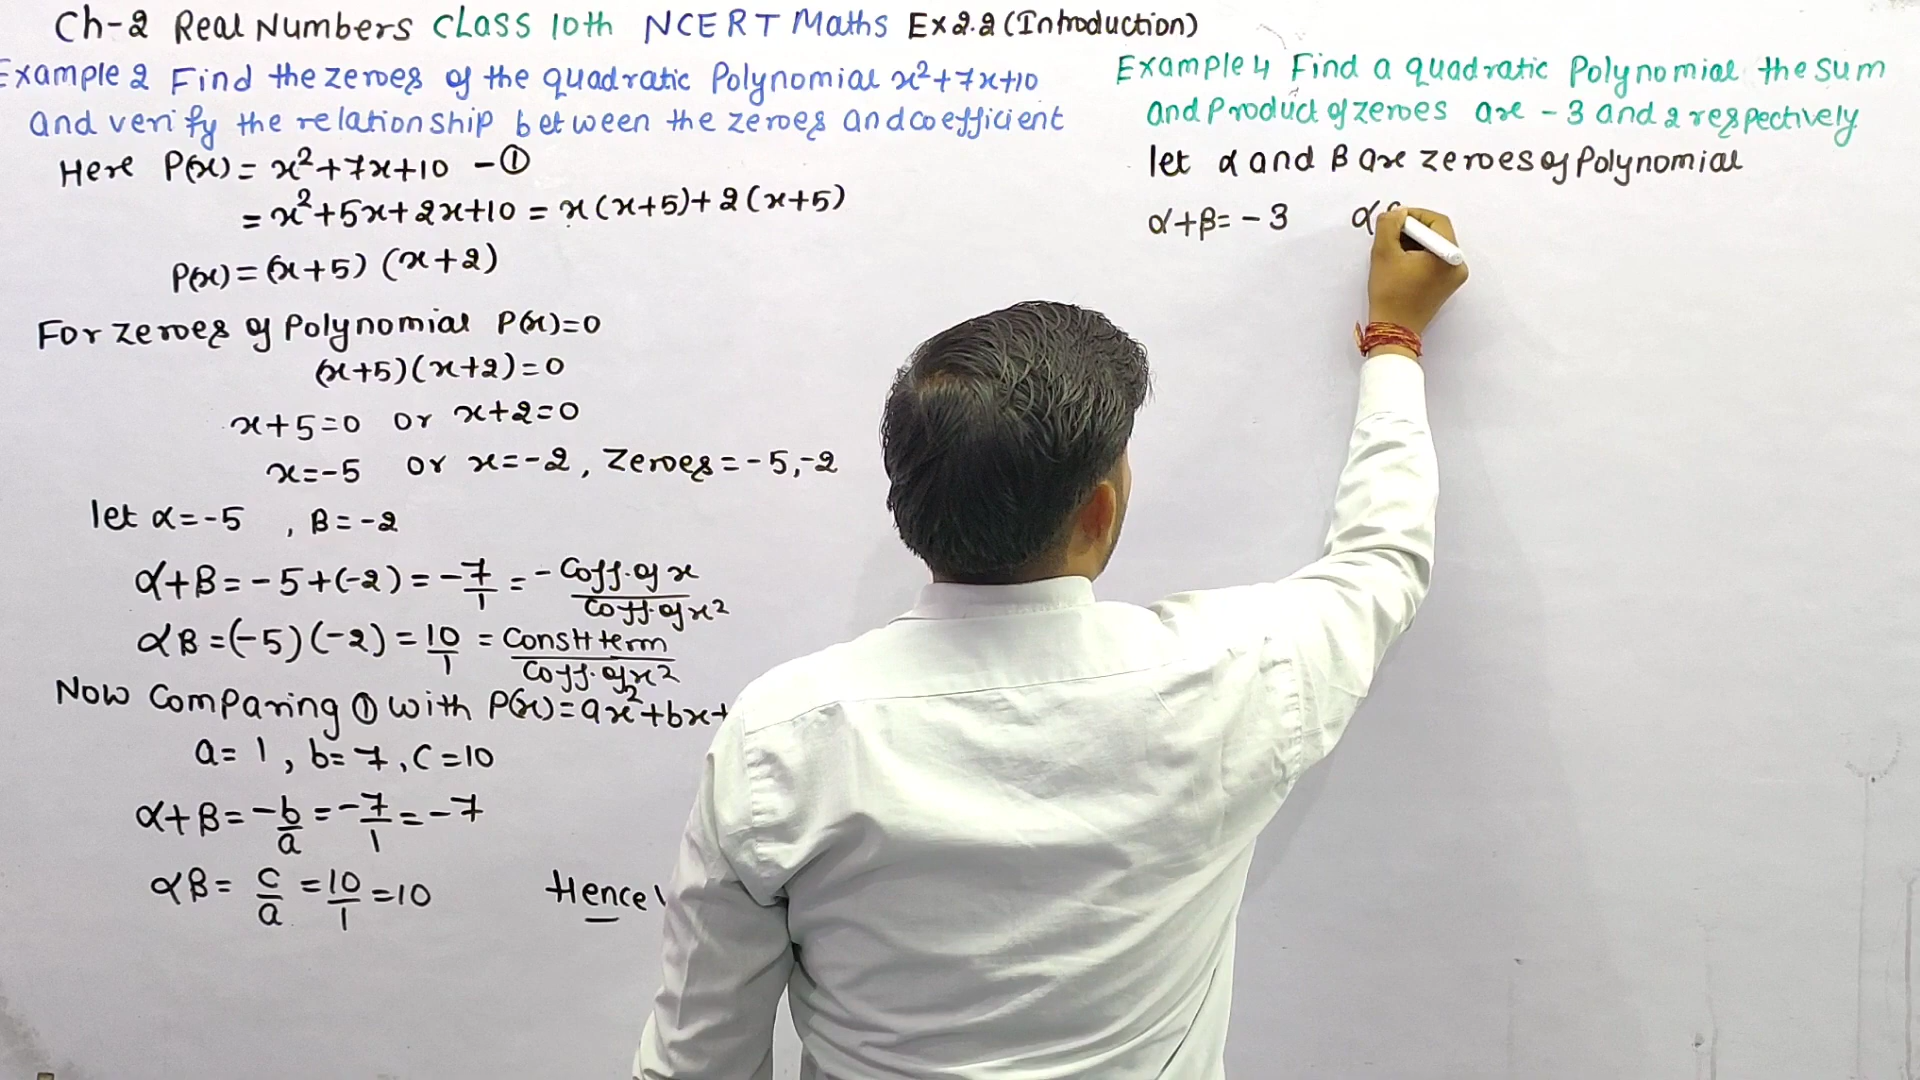 Ch-2 Real Numbers Class 10th NCERT Maths Ex2.2 (Introduction)
Example 2 Find the zeroes of the quadratic Polynomial x²+7x+10
and verify the relationship between the zeroes and coefficient
Here P(x) = x²+7x+10 -①
= x²+5x+2x+10 = x(x+5)+2(x+5)
P(x) = (x+5) (x+2)
For zeroes of Polynomial P(x)=0
(x+5)(x+2)=0
x+5=0 or x+2=0
x=-5 or x=-2, Zeroes = -5,-2
let α=-5 , β=-2
α+β = -5+(-2) = -7/1 = -Coff. of x/Coff. of x²
αβ = (-5)(-2) = 10/1 = Constt term/Coff. of x²
Now Comparing ① with P(x)=ax²+bx+
a=1, b=7, c=10
α+β = -b/a = -7/1 = -7
αβ = c/a = 10/1 = 10 Hence
Example 4 Find a quadratic Polynomial the sum
and Product of zeroes are -3 and 2 respectively
let α and β are zeroes of Polynomial
α+β = -3 α